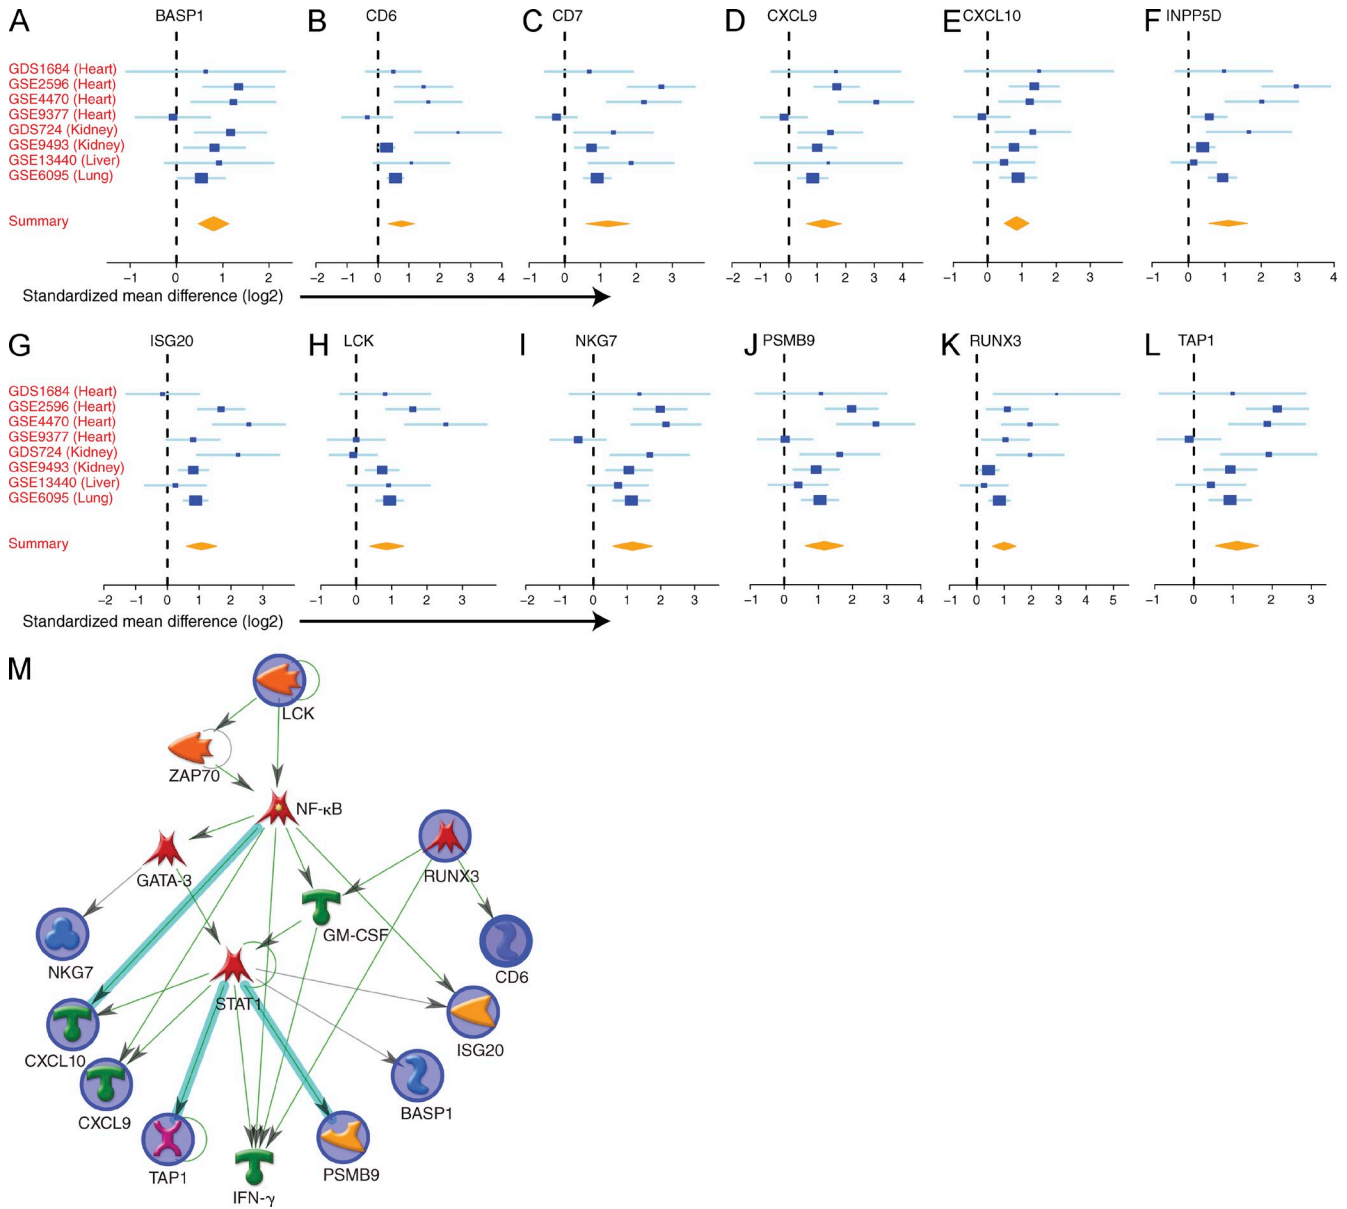 A BASP1 B CD6 C CD7 D CXCL9 E CXCL10 F INPP5D
GDS1684 (Heart)
GSE2596 (Heart)
GSE4470 (Heart)
GSE9377 (Heart)
GDS724 (Kidney)
GSE9493 (Kidney)
GSE13440 (Liver)
GSE6095 (Lung)
Summary
−1 0 1 2 −2 −1 0 1 2 3 4 −1 0 1 2 3 −2 −1 0 1 2 3 4 −1 0 1 2 3 −1 0 1 2 3 4
Standardized mean difference (log2)
G ISG20 H LCK I NKG7 J PSMB9 K RUNX3 L TAP1
GDS1684 (Heart)
GSE2596 (Heart)
GSE4470 (Heart)
GSE9377 (Heart)
GDS724 (Kidney)
GSE9493 (Kidney)
GSE13440 (Liver)
GSE6095 (Lung)
Summary
−2 −1 0 1 2 3 −1 0 1 2 3 −2 −1 0 1 2 3 −1 0 1 2 3 4 −1 0 1 2 3 4 5 −1 0 1 2 3
Standardized mean difference (log2)
M
LCK
ZAP70
NF-κB
RUNX3
GATA-3
GM-CSF
NKG7
CD6
STAT1
ISG20
CXCL10
BASP1
CXCL9
TAP1
PSMB9
IFN-γ